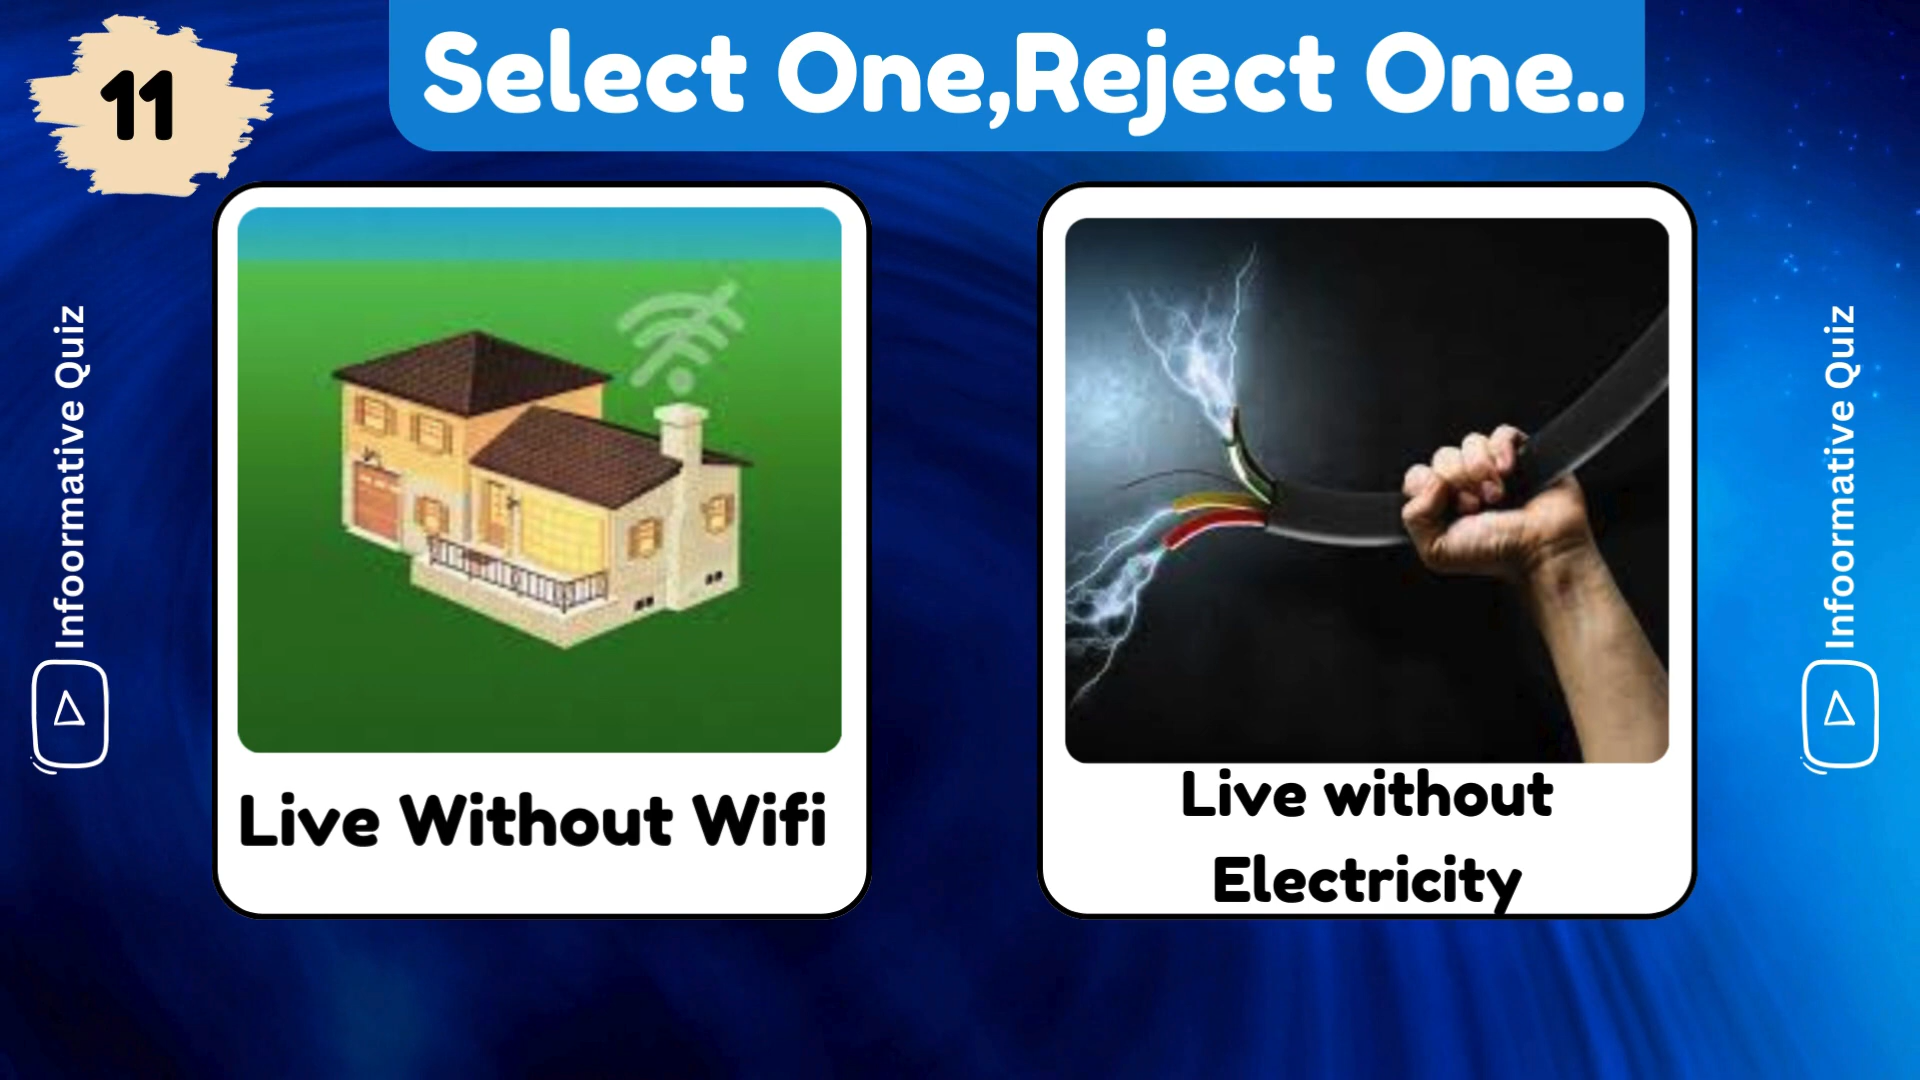 11
Select One,Reject One..
Infoormative Quiz
Live Without Wifi
Live without
Electricity
Infoormative Quiz